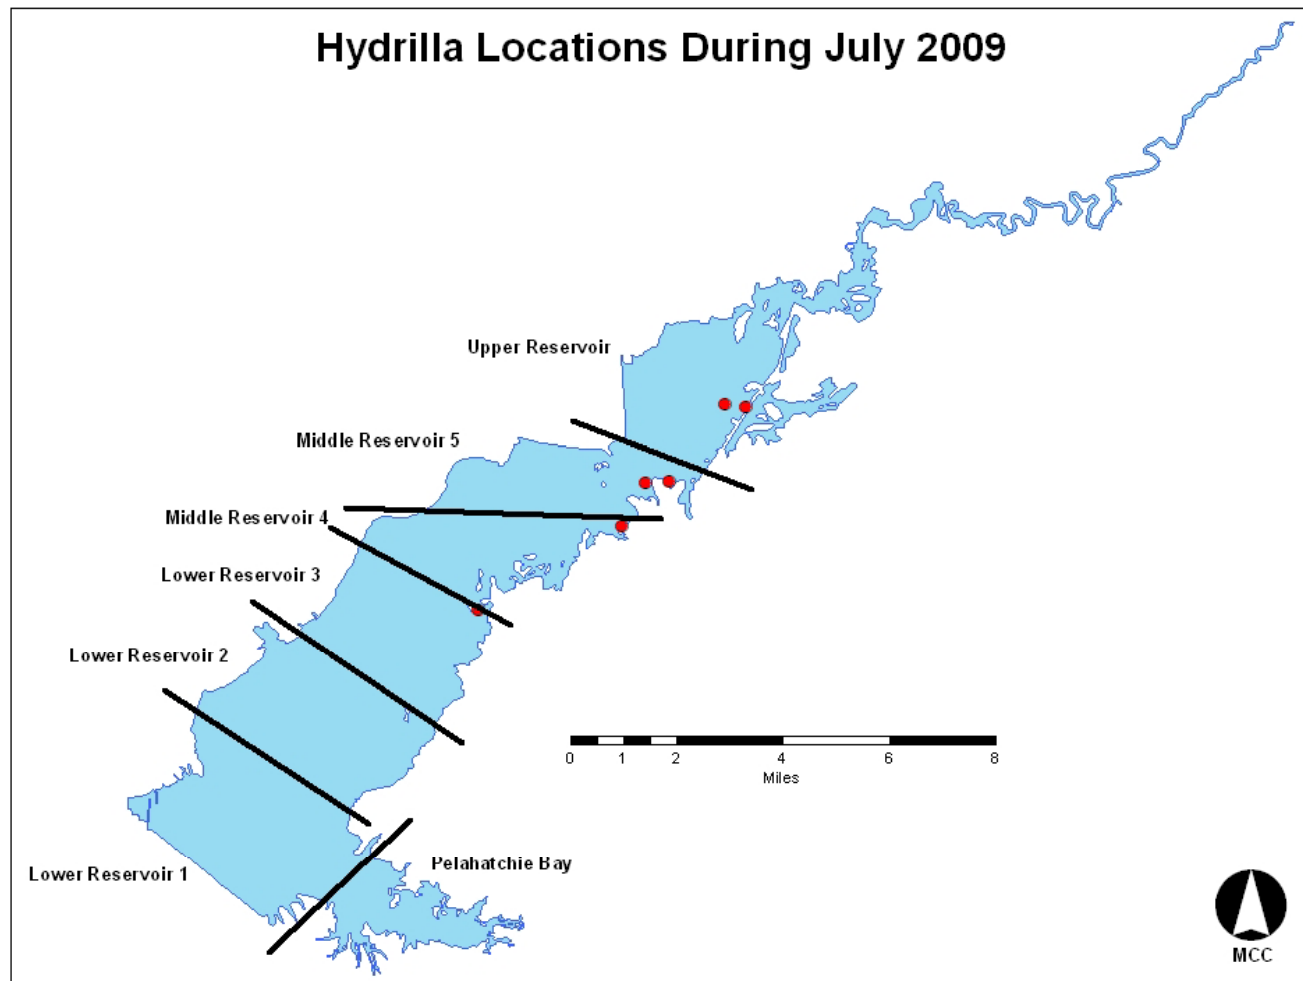 Hydrilla Locations During July 2009
Upper Reservoir
Middle Reservoir 5
Middle Reservoir 4
Lower Reservoir 3
Lower Reservoir 2
0 1 2 4 6 8
Miles
Pelahatchie Bay
Lower Reservoir 1
MCC